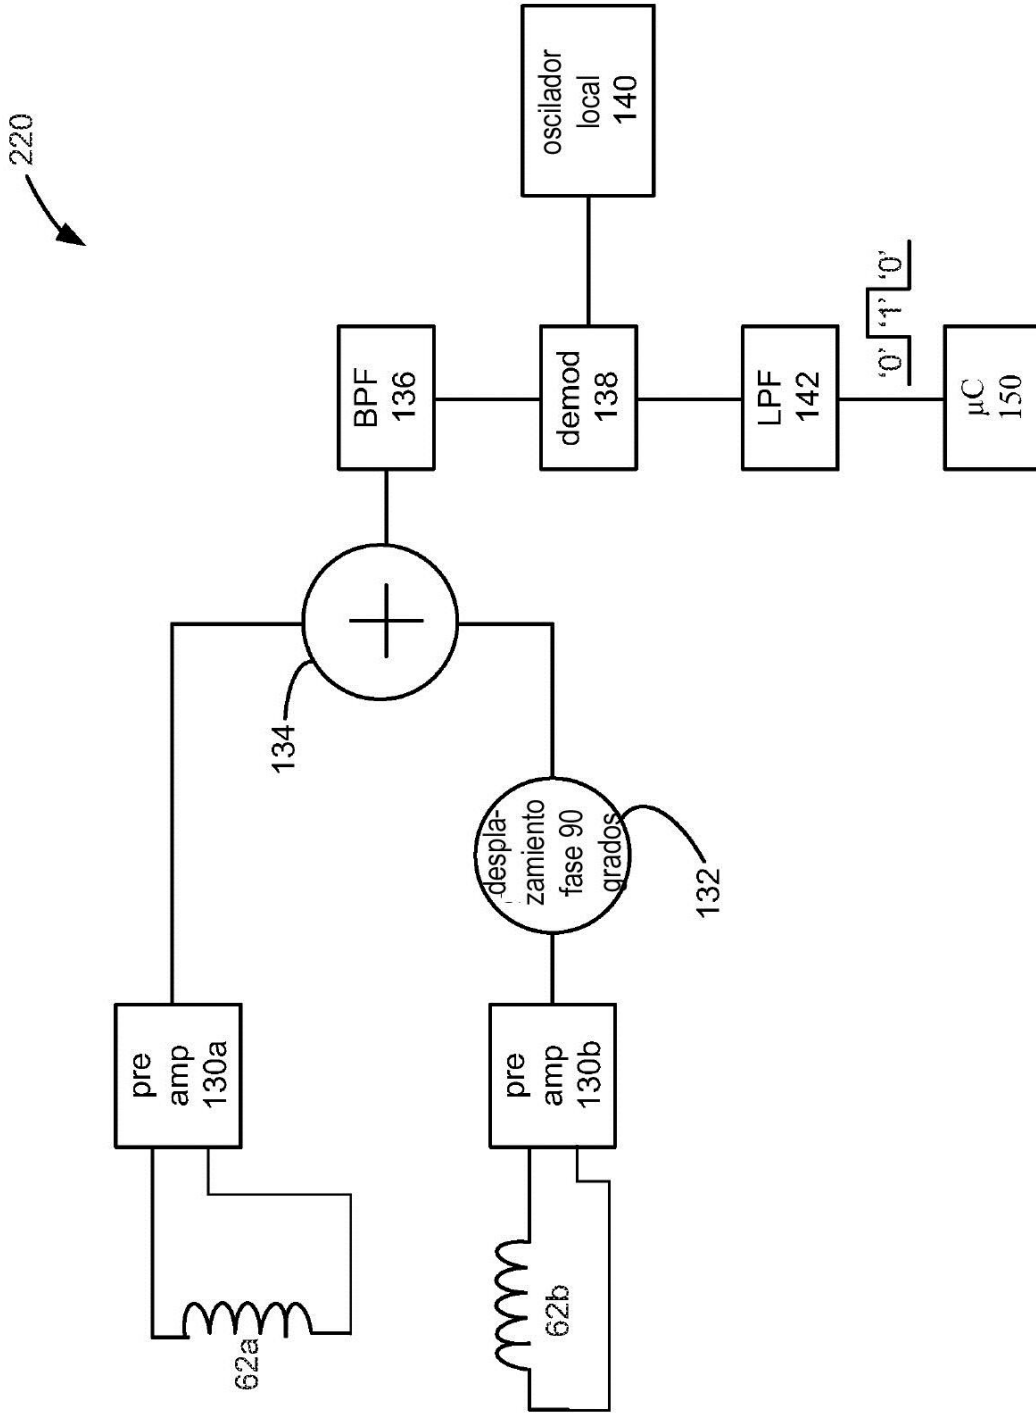 220
62a
pre
amp
130a
62b
pre
amp
130b
despla-
zamiento
fase 90
grados
132
134
BPF
136
demod
138
oscilador
local
140
LPF
142
‘0’ ‘1’ ‘0’
µC
150